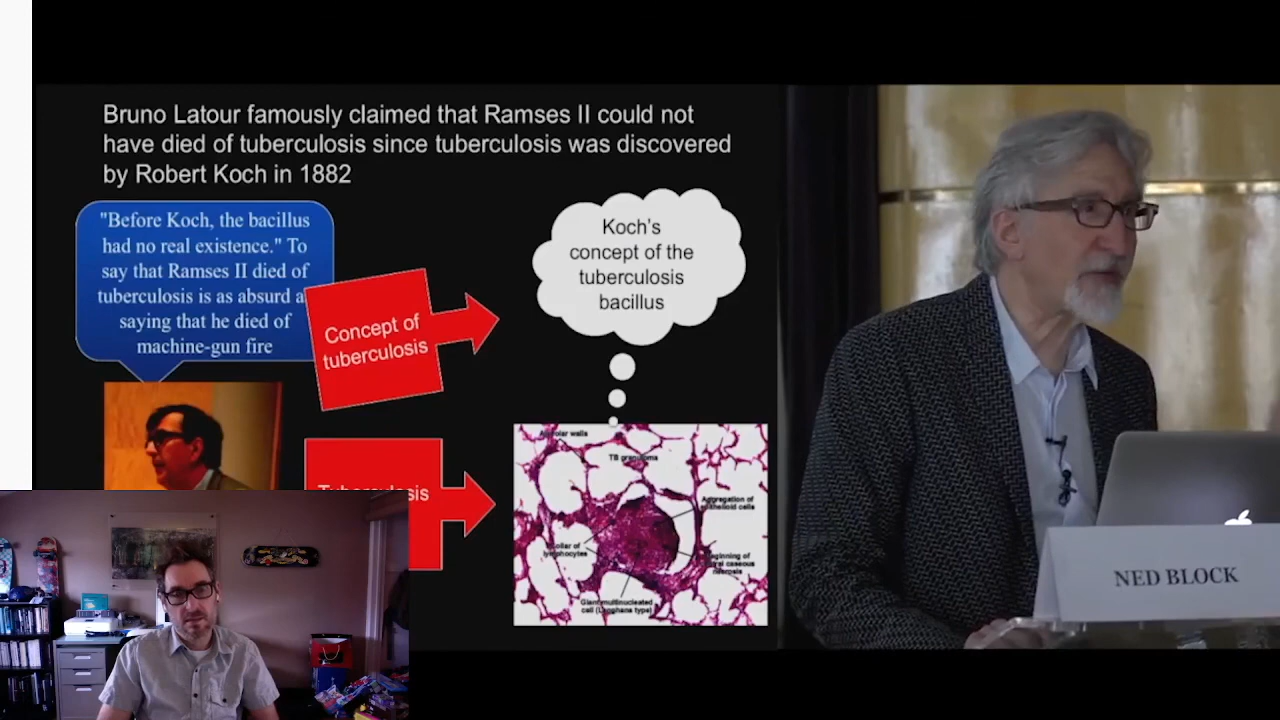 Bruno Latour famously claimed that Ramses II could not
have died of tuberculosis since tuberculosis was discovered
by Robert Koch in 1882
"Before Koch, the bacillus
had no real existence." To
say that Ramses II died of
tuberculosis is as absurd a
saying that he died of
machine-gun fire
Concept of
tuberculosis
Koch's
concept of the
tuberculosis
bacillus
walls
TB granuloma
Aggregation of
epithelioid cells
Collar of
lymphocytes
caseous
necrosis
Giant multinucleated
cell (Langhans type)
NED BLOCK